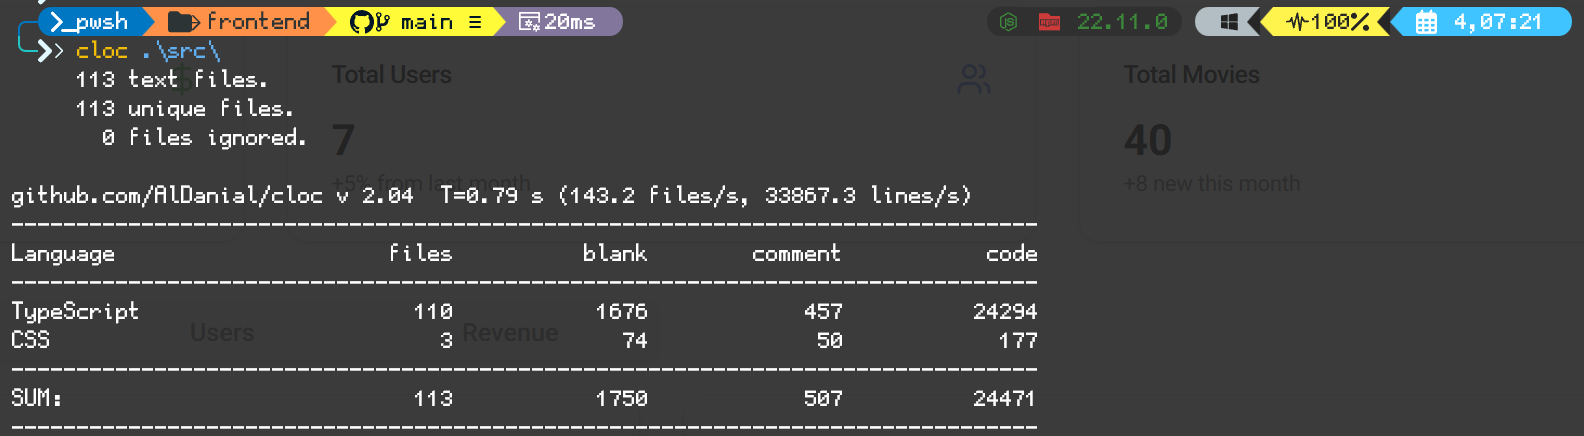 _pwsh frontend main ≡ 20ms 22.11.0 100% 4,07:21
cloc .\src\
113 text files.
113 unique files.
0 files ignored.
Total Users
Total Movies
7
40
+5% from last month
+8 new this month
github.com/AlDanial/cloc v 2.04 T=0.79 s (143.2 files/s, 33867.3 lines/s)
-------------------------------------------------------------------------------
Language files blank comment code
-------------------------------------------------------------------------------
TypeScript 110 1676 457 24294
CSS 3 74 50 177
Users
Revenue
-------------------------------------------------------------------------------
SUM: 113 1750 507 24471
-------------------------------------------------------------------------------